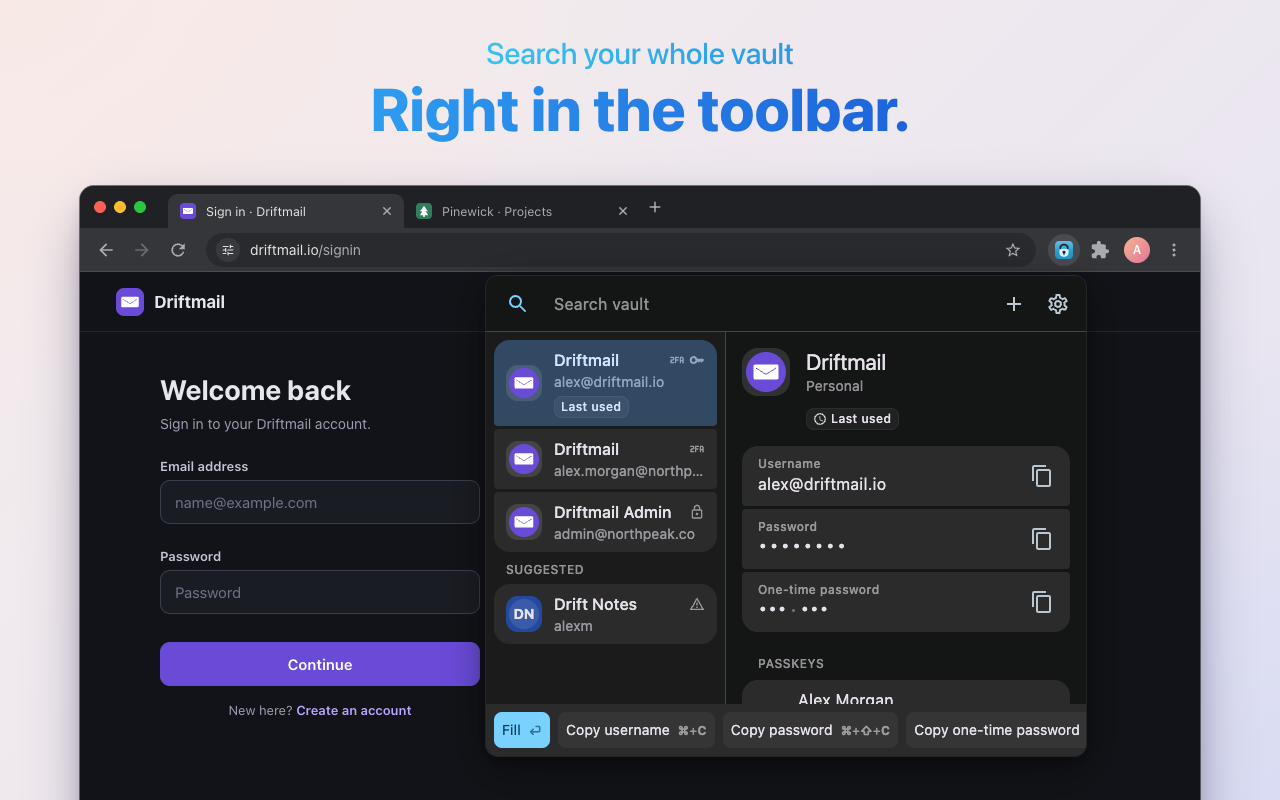 Search your whole vault
Right in the toolbar.
Sign in · Driftmail
Pinewick · Projects
driftmail.io/signin
A
Driftmail
Welcome back
Sign in to your Driftmail account.
Email address
name@example.com
Password
Password
Continue
New here? Create an account
Search vault
Driftmail 2FA
alex@driftmail.io
Last used
Driftmail 2FA
alex.morgan@northp...
Driftmail Admin
admin@northpeak.co
SUGGESTED
DN
Drift Notes
alexm
Driftmail
Personal
Last used
Username
alex@driftmail.io
Password
••••••••
One-time password
••• • •••
PASSKEYS
Alex Morgan
Fill ⏎
Copy username ⌘+C
Copy password ⌘+⇧+C
Copy one-time password